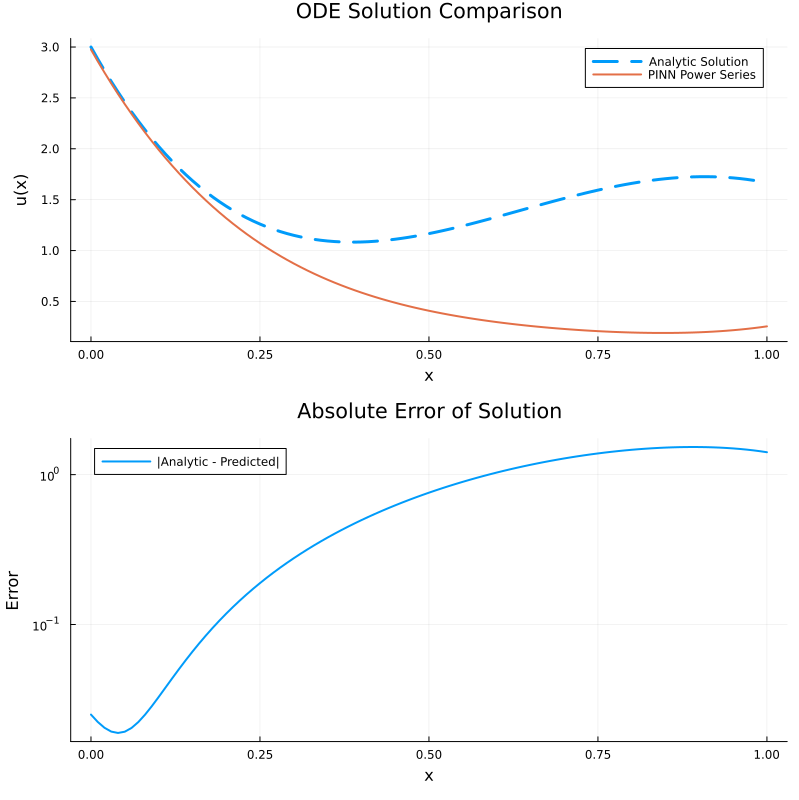 ODE Solution Comparison
u(x)
3.0
2.5
2.0
1.5
1.0
0.5
Analytic Solution
PINN Power Series
0.00 0.25 0.50 0.75 1.00
x
Absolute Error of Solution
Error
10⁰
10⁻¹
|Analytic - Predicted|
0.00 0.25 0.50 0.75 1.00
x